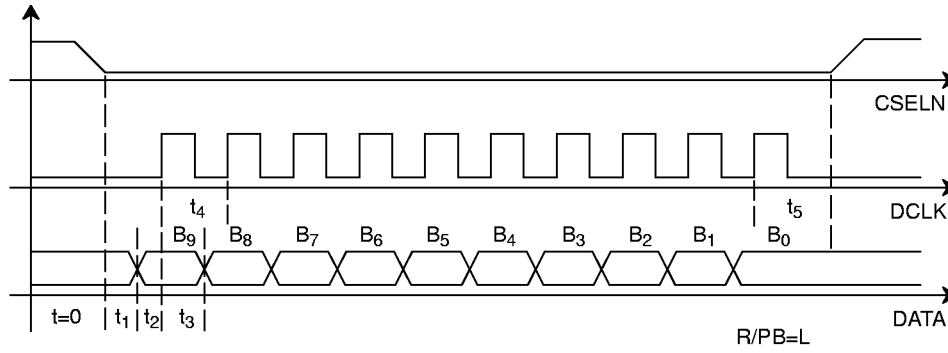 CSELN
t₄
t₅
DCLK
B₉ B₈ B₇ B₆ B₅ B₄ B₃ B₂ B₁ B₀
t=0 t₁ t₂ t₃
DATA
R/PB=L